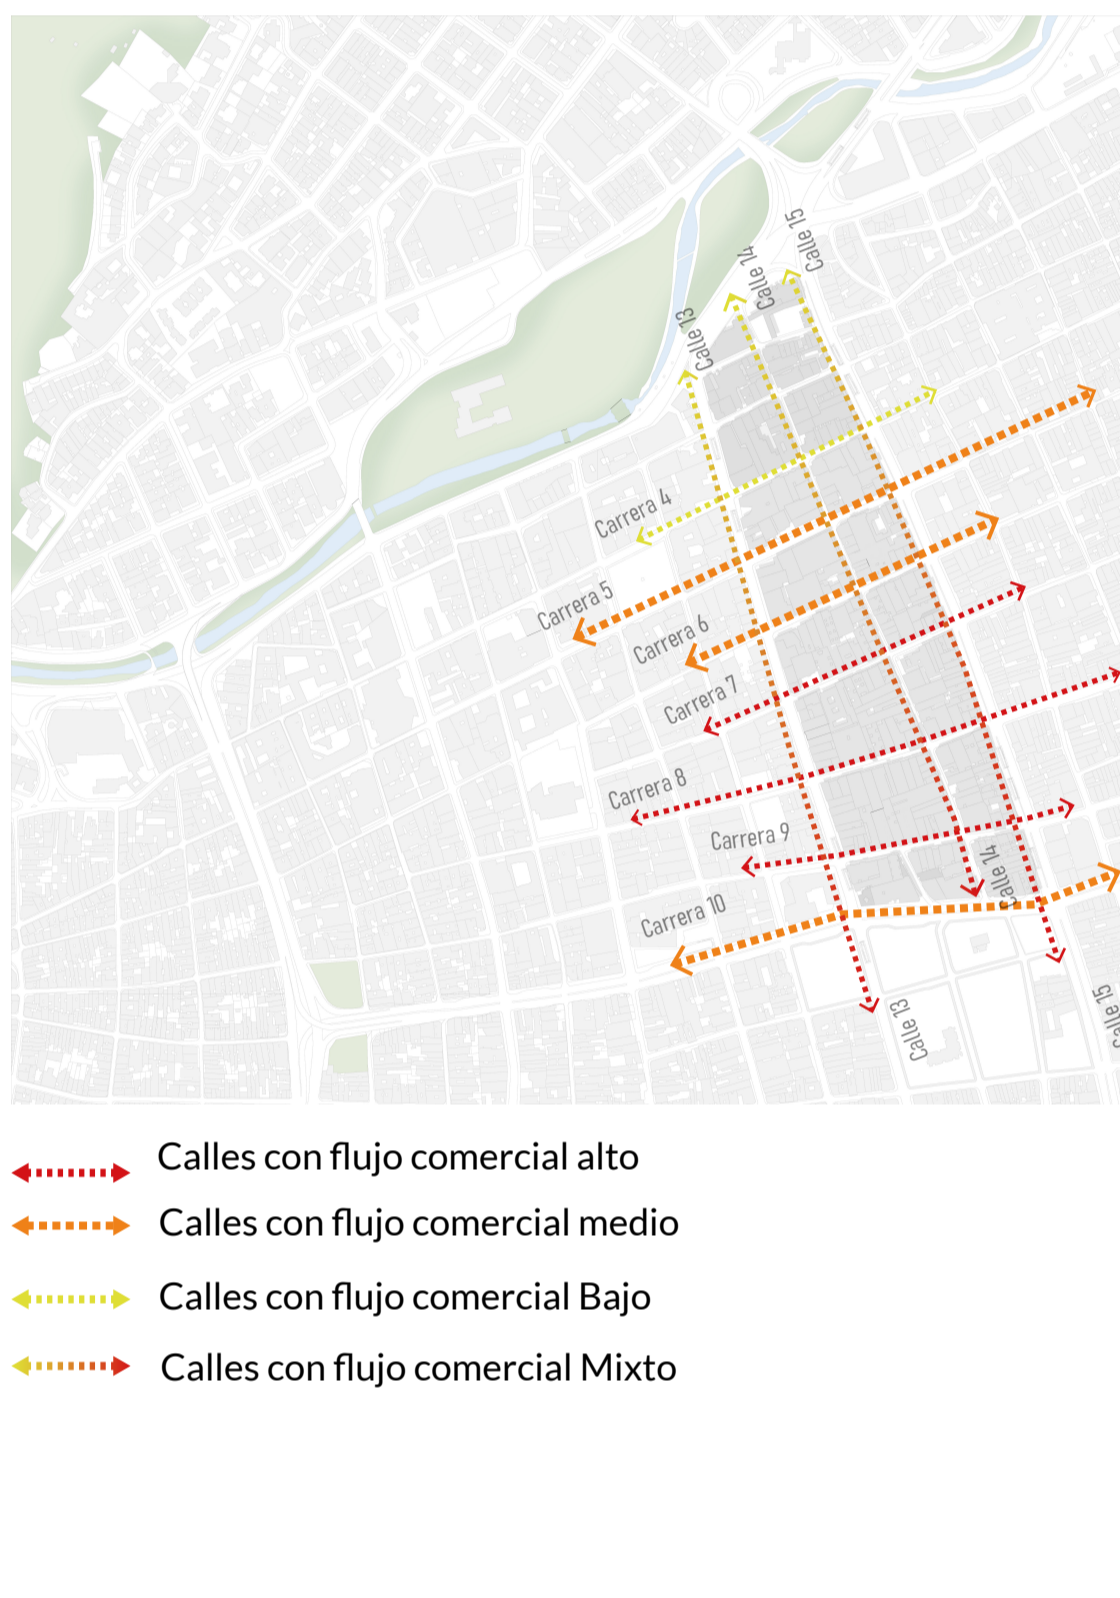 Calle 15
Calle 14
Calle 13
Carrera 4
Carrera 5
Carrera 6
Carrera 7
Carrera 8
Carrera 9
Calle 14
Carrera 10
Calle 13
Calle 15
Calles con flujo comercial alto
Calles con flujo comercial medio
Calles con flujo comercial Bajo
Calles con flujo comercial Mixto